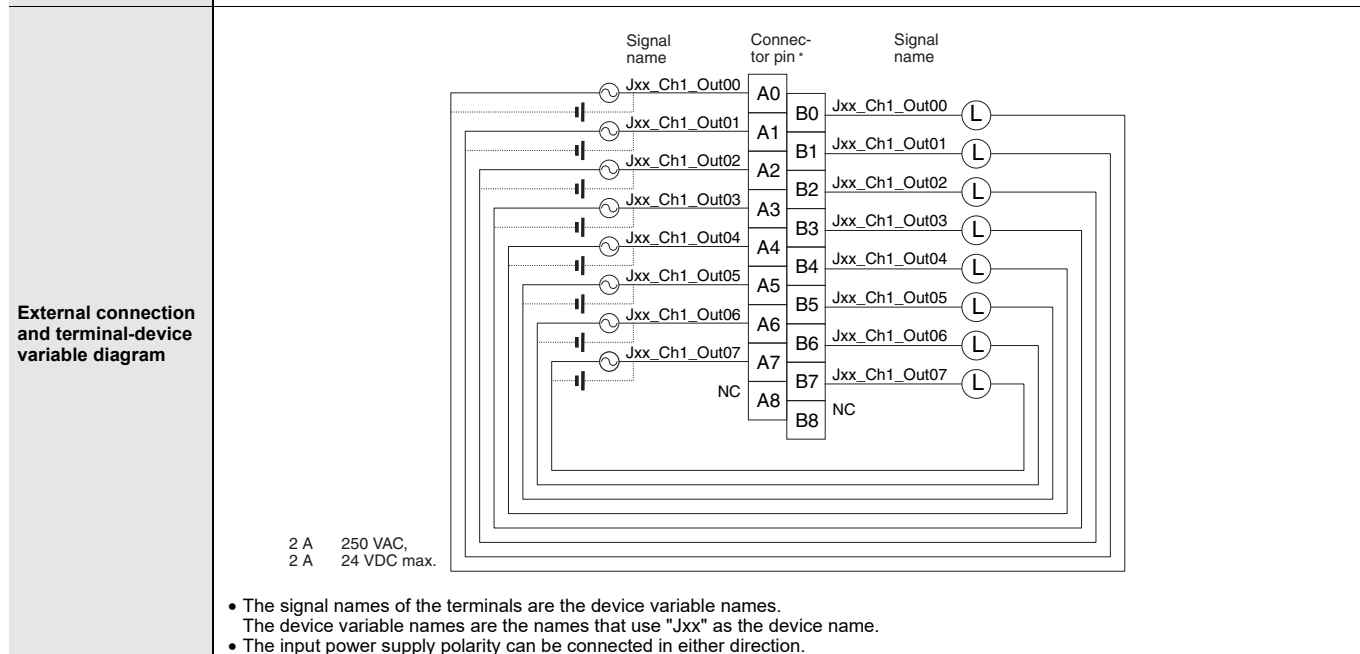 External connection
and terminal-device
variable diagram
Signal
name
Connec-
tor pin *
Signal
name
Jxx_Ch1_Out00
A0
B0
Jxx_Ch1_Out00
L
Jxx_Ch1_Out01
A1
B1
Jxx_Ch1_Out01
L
Jxx_Ch1_Out02
A2
B2
Jxx_Ch1_Out02
L
Jxx_Ch1_Out03
A3
B3
Jxx_Ch1_Out03
L
Jxx_Ch1_Out04
A4
B4
Jxx_Ch1_Out04
L
Jxx_Ch1_Out05
A5
B5
Jxx_Ch1_Out05
L
Jxx_Ch1_Out06
A6
B6
Jxx_Ch1_Out06
L
Jxx_Ch1_Out07
A7
B7
Jxx_Ch1_Out07
L
NC
A8
B8
NC
2 A 250 VAC,
2 A 24 VDC max.
• The signal names of the terminals are the device variable names.
The device variable names are the names that use "Jxx" as the device name.
• The input power supply polarity can be connected in either direction.